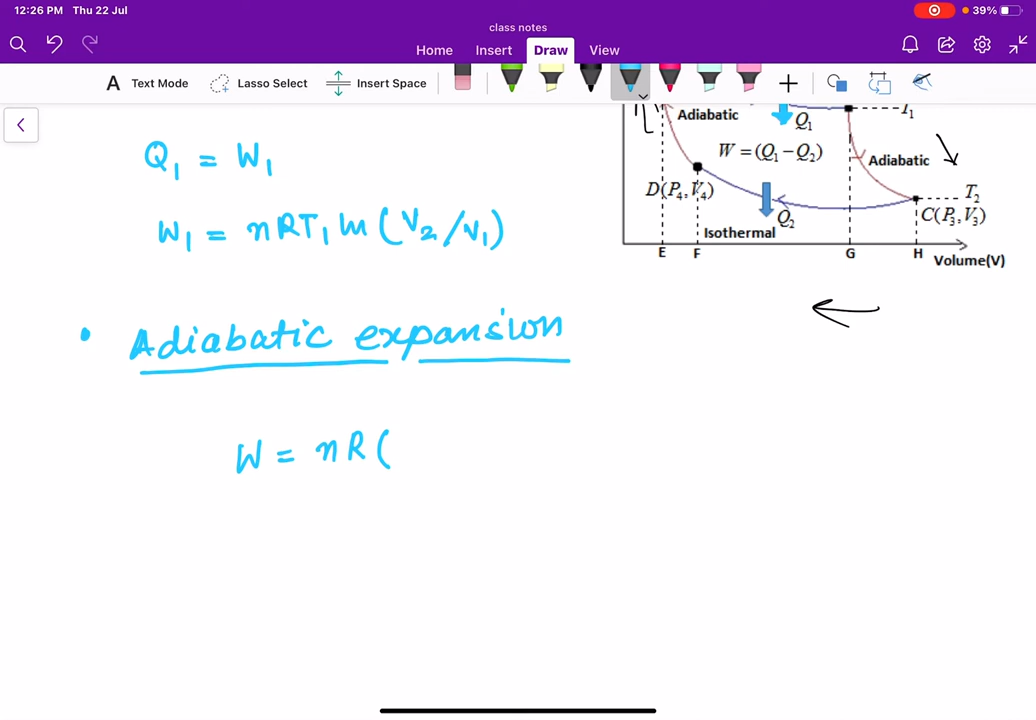 12:26 PM Thu 22 Jul
39%
class notes
Home Insert Draw View
A Text Mode Lasso Select Insert Space
Adiabatic
Q₁
T₁
W = (Q₁ − Q₂)
Adiabatic
D(P₄, V₄)
T₂
Q₂
C(P₃, V₃)
Isothermal
E F G H
Volume(V)
Q₁ = W₁
W₁ = nRT₁ ln (V₂/V₁)
• Adiabatic expansion
W = nR (